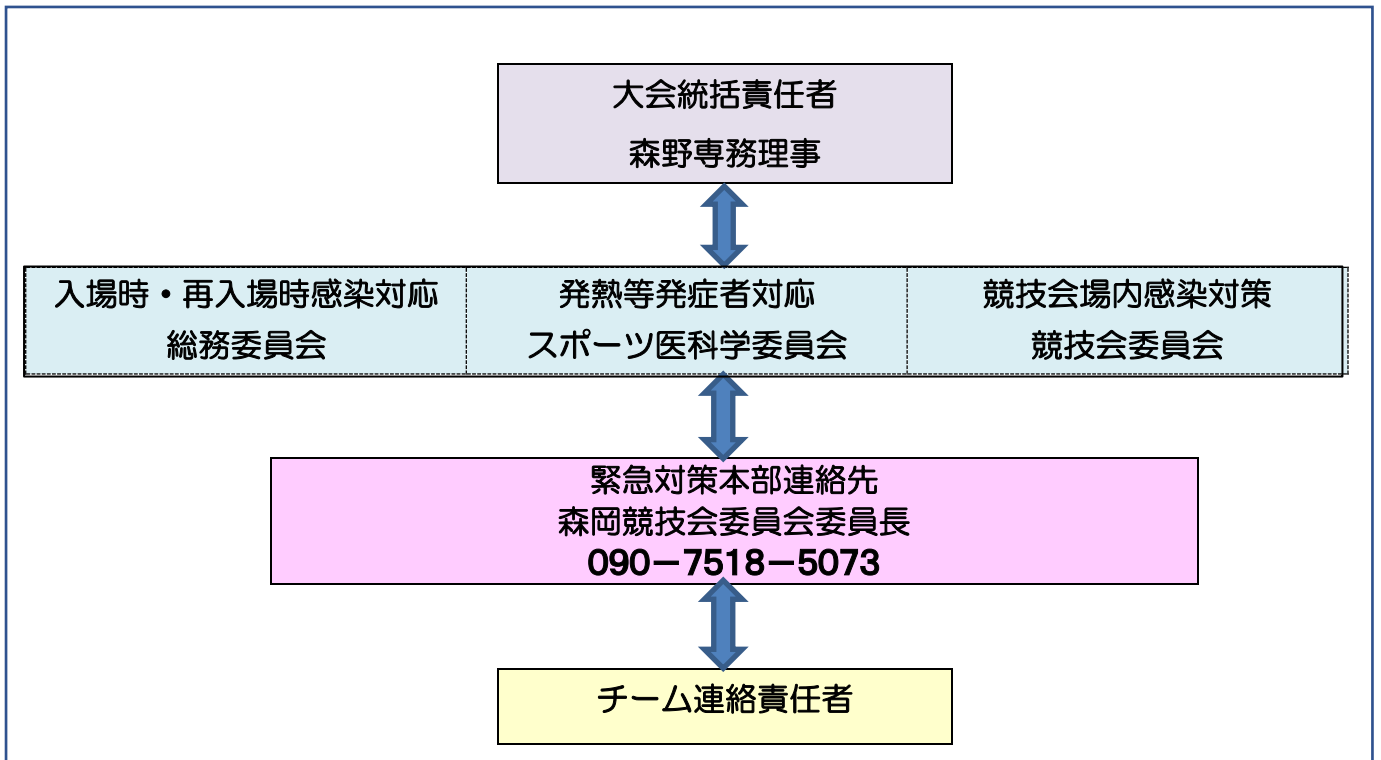 大会統括責任者
森野専務理事
入場時・再入場時感染対応
総務委員会
発熱等発症者対応
スポーツ医科学委員会
競技会場内感染対策
競技会委員会
緊急対策本部連絡先
森岡競技会委員会委員長
090－7518－5073
チーム連絡責任者